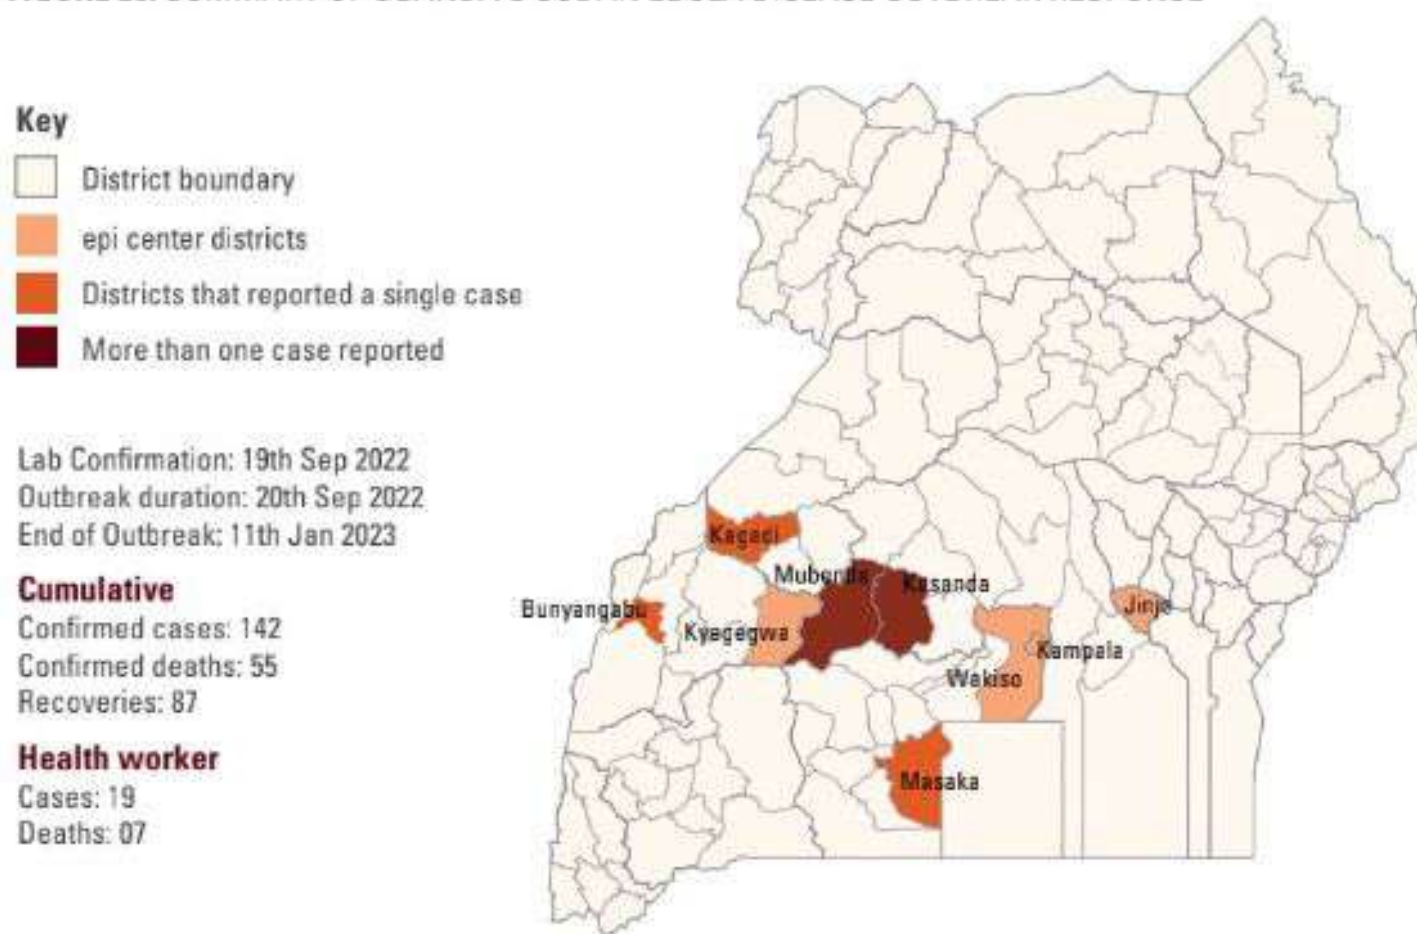 Key
District boundary
epi center districts
Districts that reported a single case
More than one case reported
Lab Confirmation: 19th Sep 2022
Outbreak duration: 20th Sep 2022
End of Outbreak: 11th Jan 2023
Cumulative
Confirmed cases: 142
Confirmed deaths: 55
Recoveries: 87
Health worker
Cases: 19
Deaths: 07
Kagadi
Mubende
Kasanda
Bunyangabu
Kyegegwa
Jinja
Kampala
Wakiso
Masaka